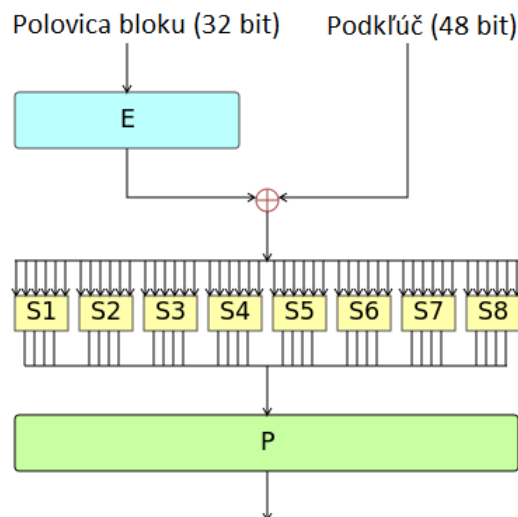 Polovica bloku (32 bit) Podkľúč (48 bit)
E
S1 S2 S3 S4 S5 S6 S7 S8
P